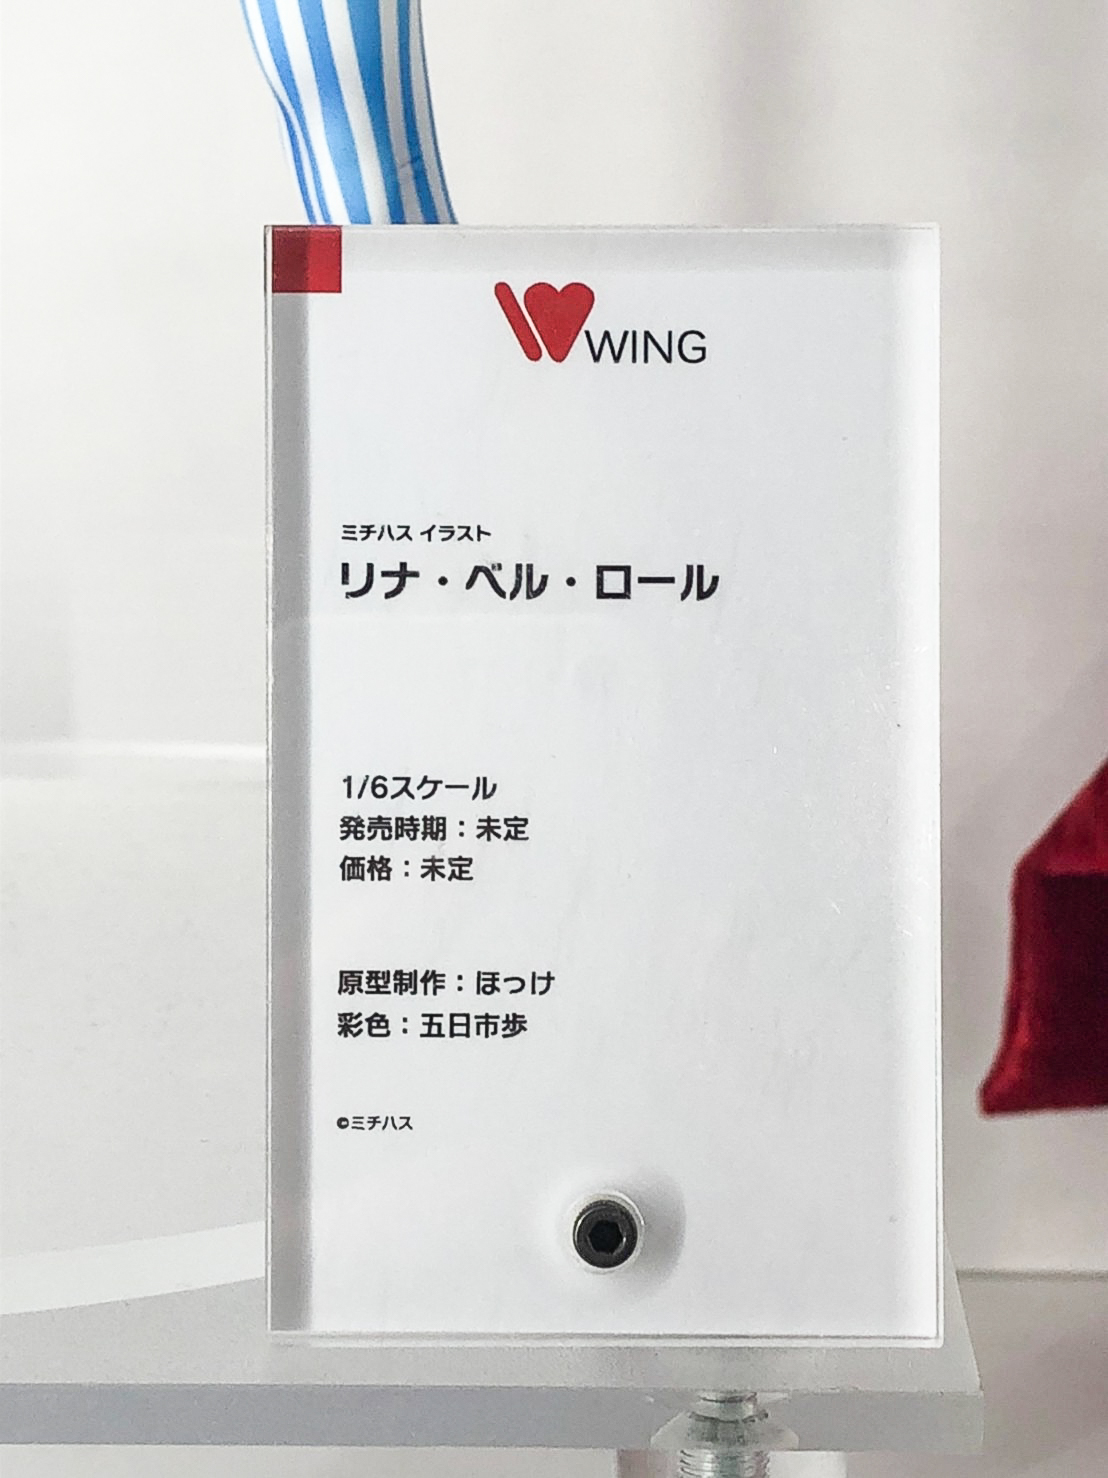 WING
ミチハス イラスト
リナ・ベル・ロール
1/6スケール
発売時期：未定
価格：未定
原型制作：ほっけ
彩色：五日市歩
©ミチハス